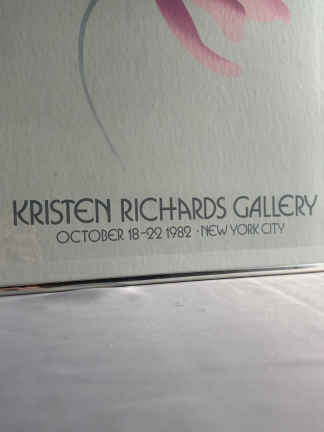 KRISTEN RICHARDS GALLERY
OCTOBER 18-22 1982 · NEW YORK CITY